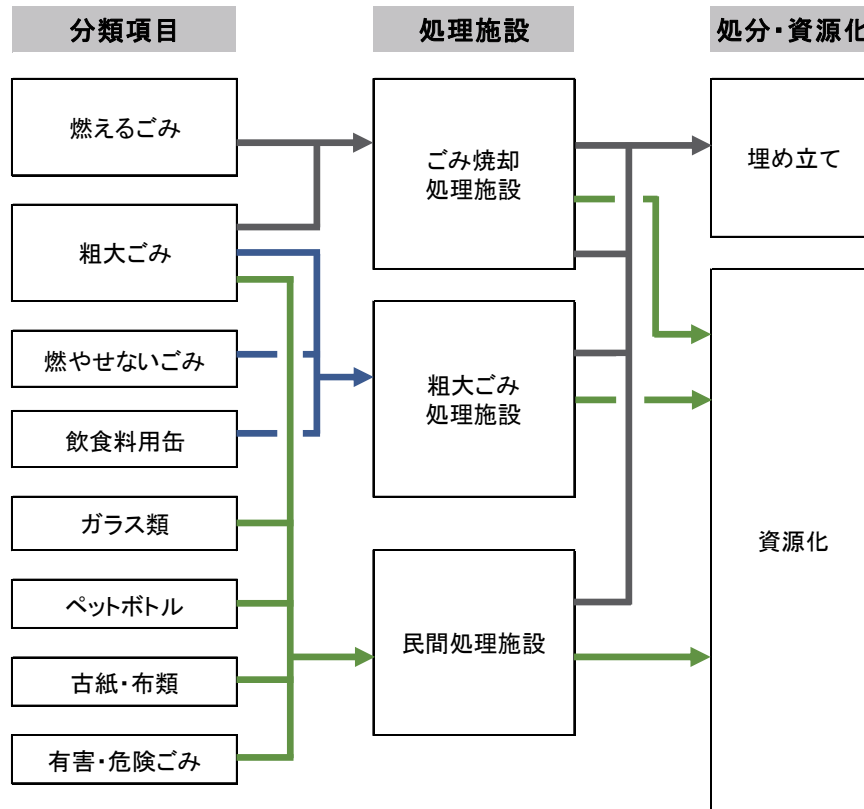 分類項目
処理施設
処分・資源化
燃えるごみ
粗大ごみ
燃やせないごみ
飲食料用缶
ガラス類
ペットボトル
古紙・布類
有害・危険ごみ
ごみ焼却
処理施設
粗大ごみ
処理施設
民間処理施設
埋め立て
資源化